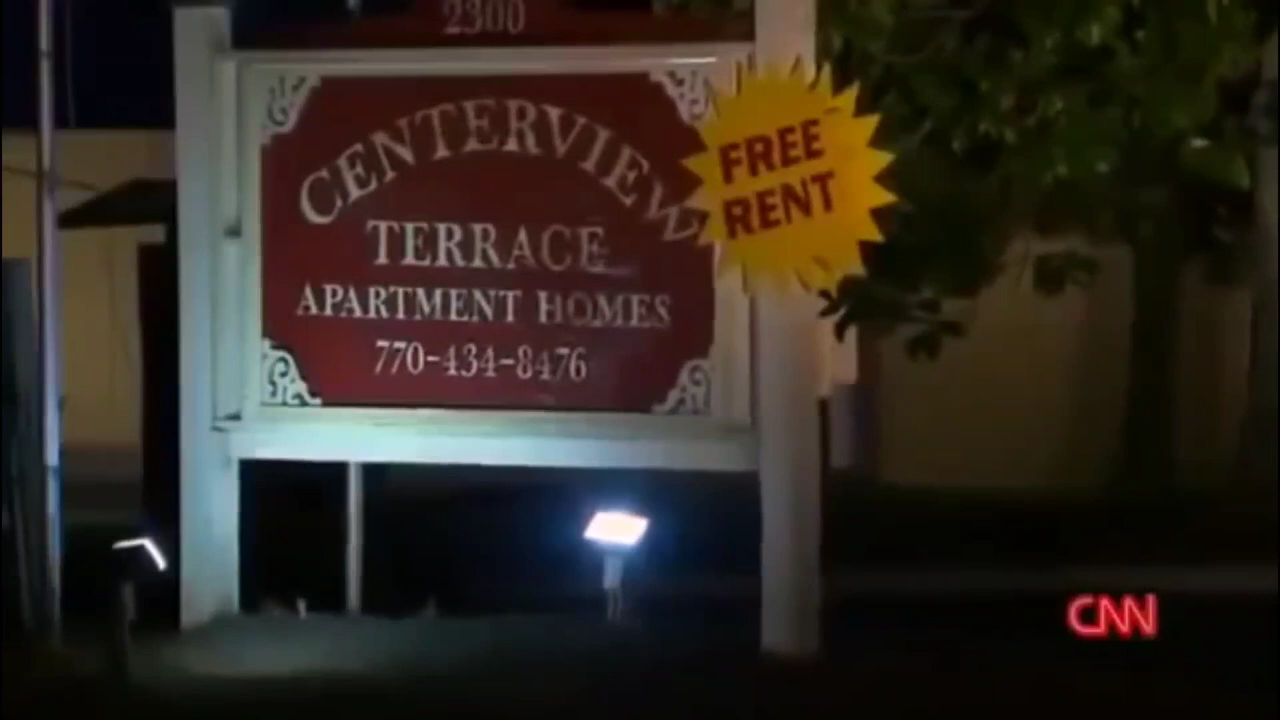 2300
CENTERVIEW
TERRACE
APARTMENT HOMES
770-434-8476
FREE
RENT
CNN